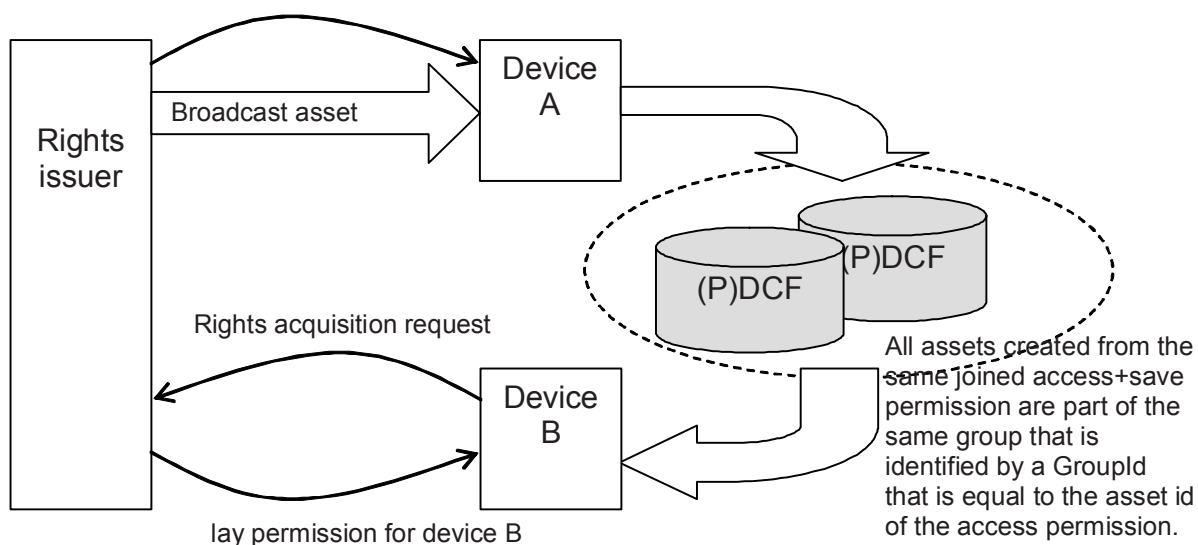 Rights
issuer
Broadcast asset
Device
A
(P)DCF
(P)DCF
Rights acquisition request
Device
B
lay permission for device B
All assets created from the
same joined access+save
permission are part of the
same group that is
identified by a GroupId
that is equal to the asset id
of the access permission.